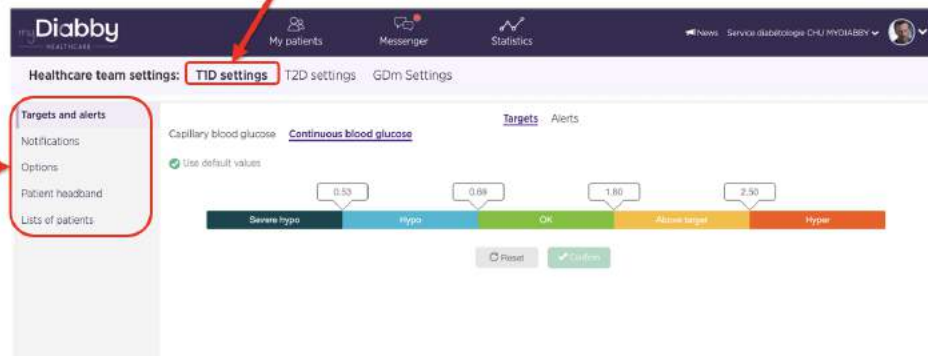 myDiabby
HEALTHCARE
My patients
Messenger
Statistics
News Service diabétologie CHU MYDIABBY
Healthcare team settings: T1D settings T2D settings GDm Settings
Targets and alerts
Notifications
Options
Patient headband
Lists of patients
Targets Alerts
Capillary blood glucose Continuous blood glucose
Use default values
0.53 0.69 1.80 2.50
Severe hypo Hypo OK Above target Hyper
Reset Confirm